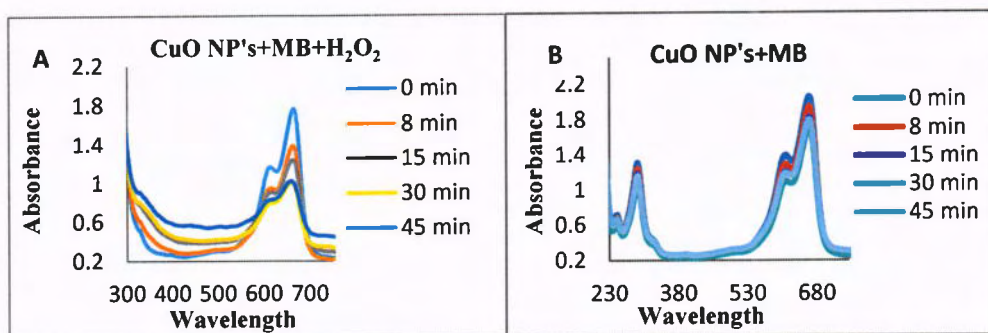 A
CuO NP's+MB+H₂O₂
2.2
1.8
1.4
1
0.6
0.2
Absorbance
300 400 500 600 700
Wavelength
0 min
8 min
15 min
30 min
45 min
B
CuO NP's+MB
2.2
1.8
1.4
1
0.6
0.2
Absorbance
230 380 530 680
Wavelength
0 min
8 min
15 min
30 min
45 min